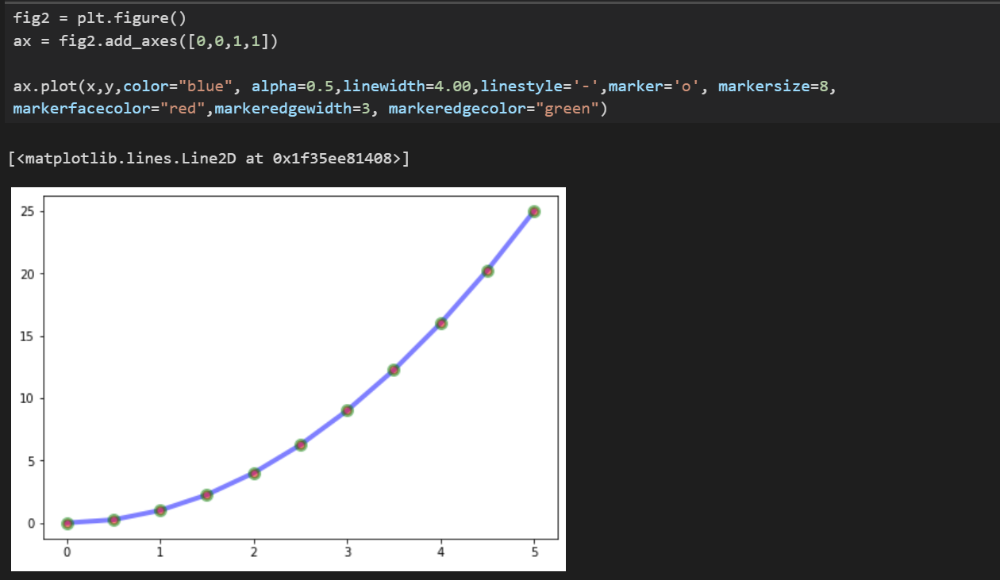 fig2 = plt.figure()
ax = fig2.add_axes([0,0,1,1])
ax.plot(x,y,color="blue", alpha=0.5,linewidth=4.00,linestyle='-',marker='o', markersize=8,
markerfacecolor="red",markeredgewidth=3, markeredgecolor="green")
[<matplotlib.lines.Line2D at 0x1f35ee81408>]
25
20
15
10
5
0
0 1 2 3 4 5